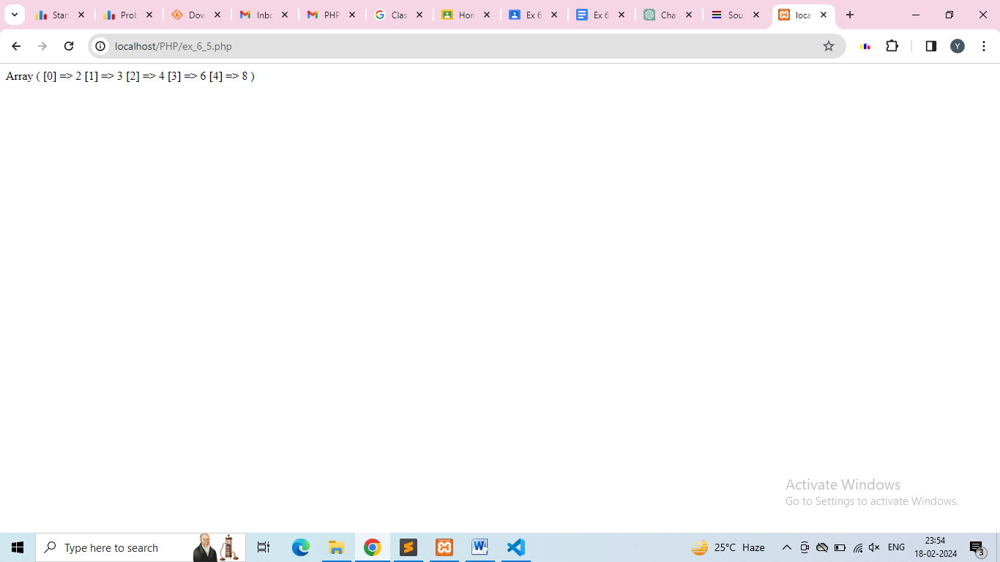 Stan
Prob
Dow
Inbo
PHP
Clas
Hom
Ex 6
Ex 6
Cha
Sou
loca
localhost/PHP/ex_6_5.php
Y
Array ( [0] => 2 [1] => 3 [2] => 4 [3] => 6 [4] => 8 )
Activate Windows
Go to Settings to activate Windows.
Type here to search
25°C Haze
ENG
23:54
18-02-2024
3